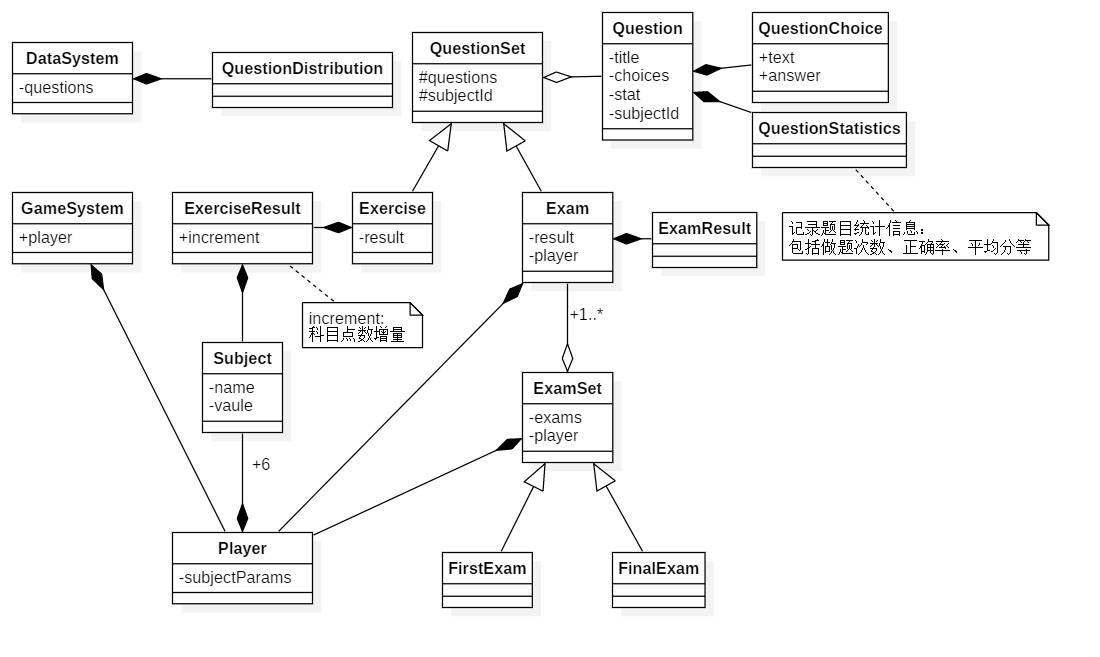 DataSystem
-questions
QuestionDistribution
QuestionSet
#questions
#subjectId
Question
-title
-choices
-stat
-subjectId
QuestionChoice
+text
+answer
QuestionStatistics
GameSystem
+player
ExerciseResult
+increment
Exercise
-result
Exam
-result
-player
ExamResult
记录题目统计信息：
包括做题次数、正确率、平均分等
increment:
科目点数增量
+1..*
Subject
-name
-vaule
ExamSet
-exams
-player
+6
Player
-subjectParams
FirstExam
FinalExam